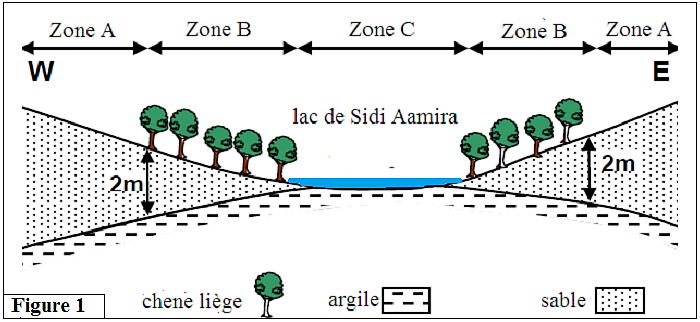 Zone A Zone B Zone C Zone B Zone A
W E
lac de Sidi Aamira
2m 2m
chene liège argile sable
Figure 1